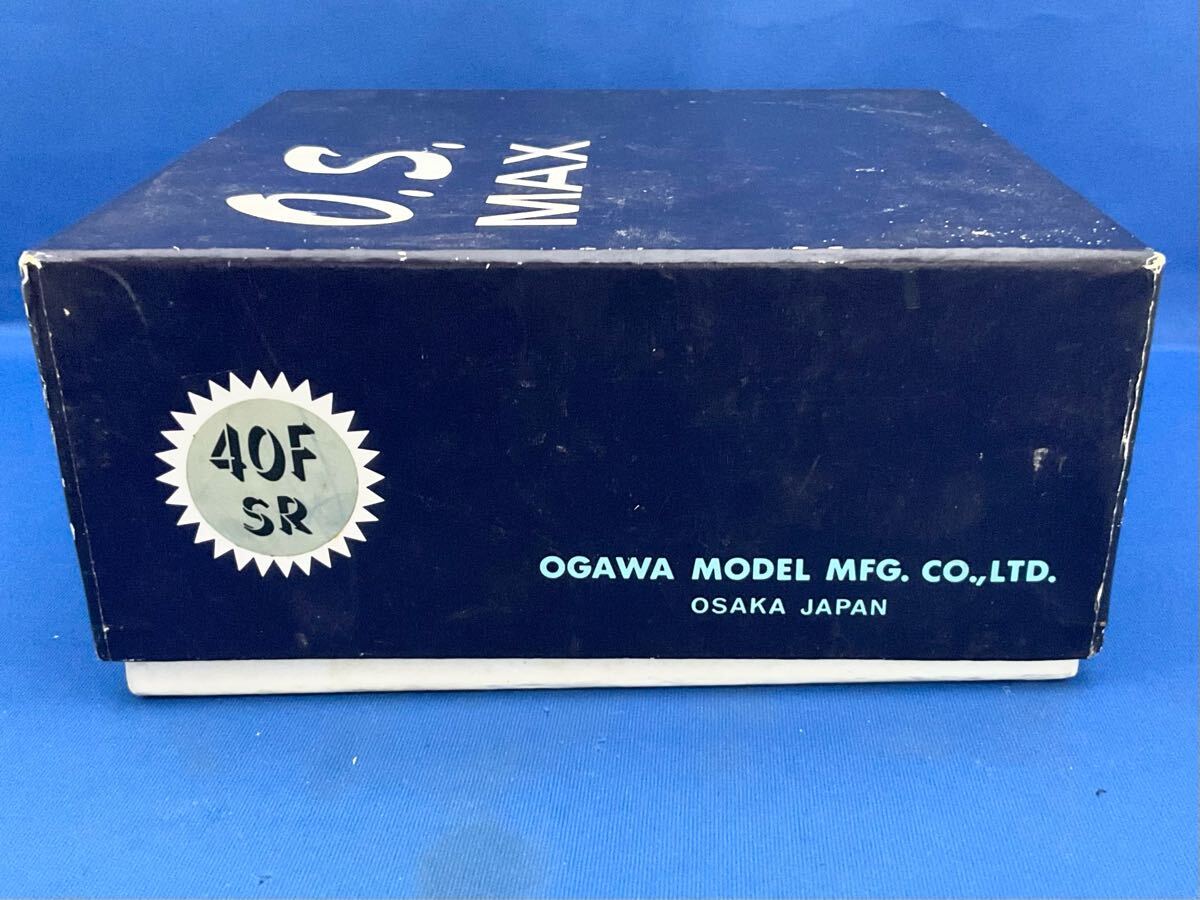 O.S.
MAX
40F
SR
OGAWA MODEL MFG. CO.,LTD.
OSAKA JAPAN